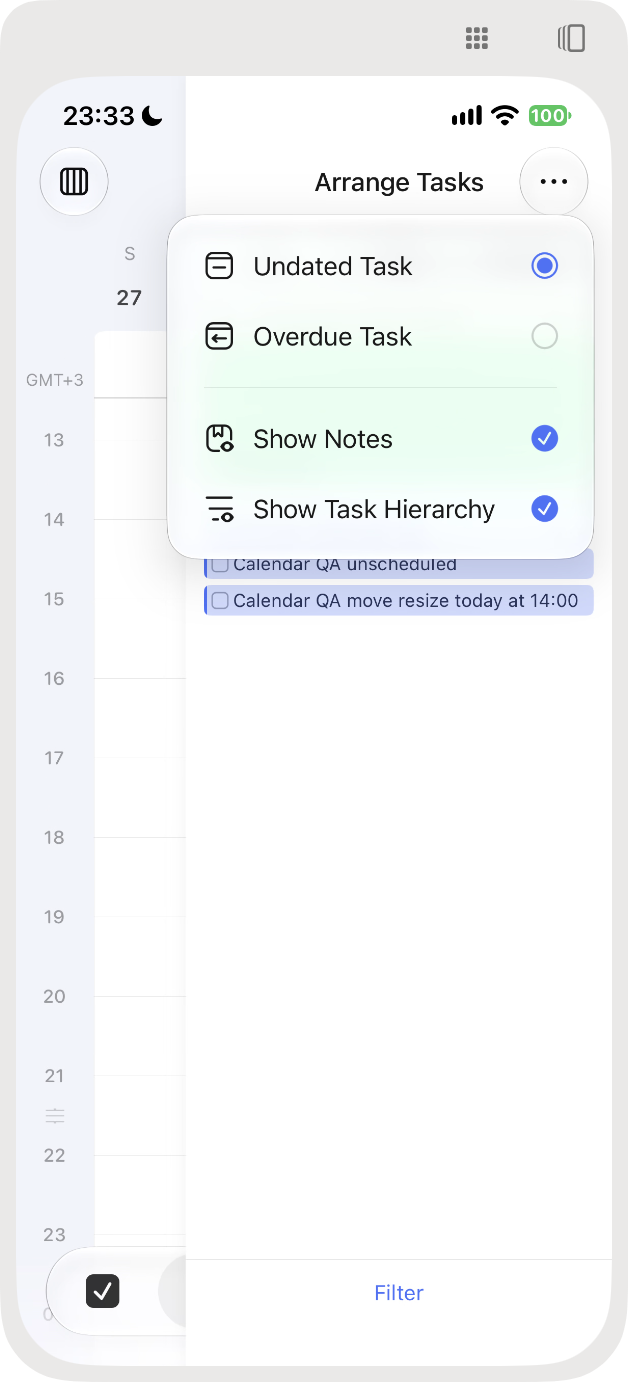 23:33
100
Arrange Tasks
S
27
Undated Task
Overdue Task
Show Notes
Show Task Hierarchy
GMT+3
13
14
Calendar QA unscheduled
Calendar QA move resize today at 14:00
15
16
17
18
19
20
21
22
23
Filter